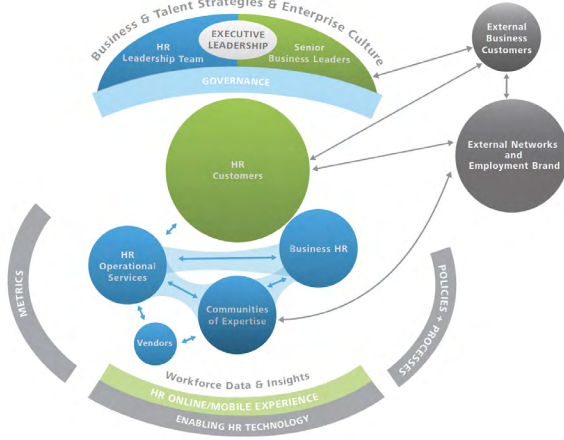 Business & Talent Strategies & Enterprise Culture
EXECUTIVE
LEADERSHIP
HR
Leadership Team
Senior
Business Leaders
GOVERNANCE
External
Business
Customers
External Networks
and
Employment Brand
HR
Customers
HR
Operational
Services
Business HR
Communities
of Expertise
Vendors
METRICS
POLICIES + PROCESSES
Workforce Data & Insights
HR ONLINE/MOBILE EXPERIENCE
ENABLING HR TECHNOLOGY